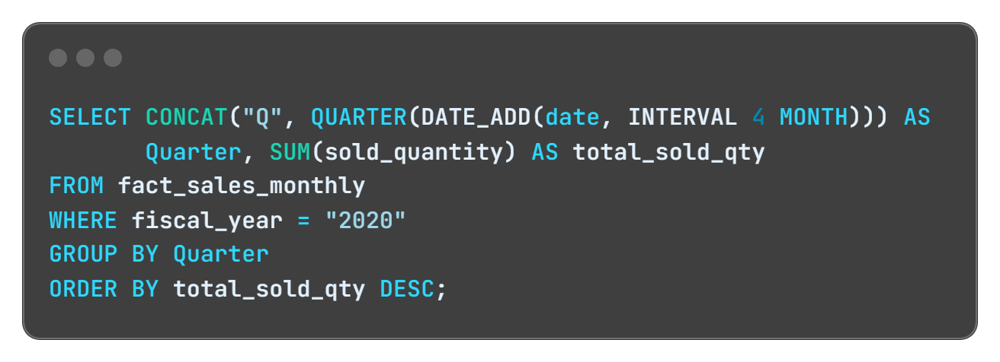 SELECT CONCAT("Q", QUARTER(DATE_ADD(date, INTERVAL 4 MONTH))) AS
Quarter, SUM(sold_quantity) AS total_sold_qty
FROM fact_sales_monthly
WHERE fiscal_year = "2020"
GROUP BY Quarter
ORDER BY total_sold_qty DESC;